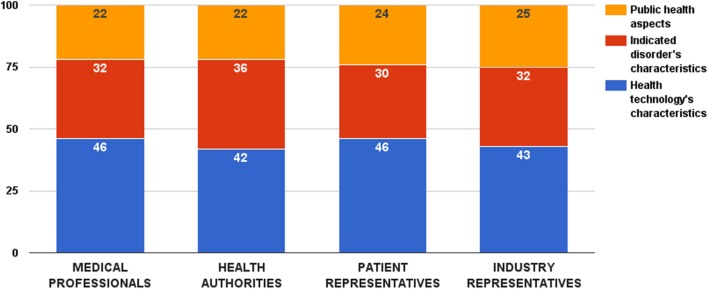 100
75
50
25
0
22
22
24
25
32
36
30
32
46
42
46
43
MEDICAL
PROFESSIONALS
HEALTH
AUTHORITIES
PATIENT
REPRESENTATIVES
INDUSTRY
REPRESENTATIVES
Public health
aspects
Indicated disorder's
characteristics
Health
technology's
characteristics